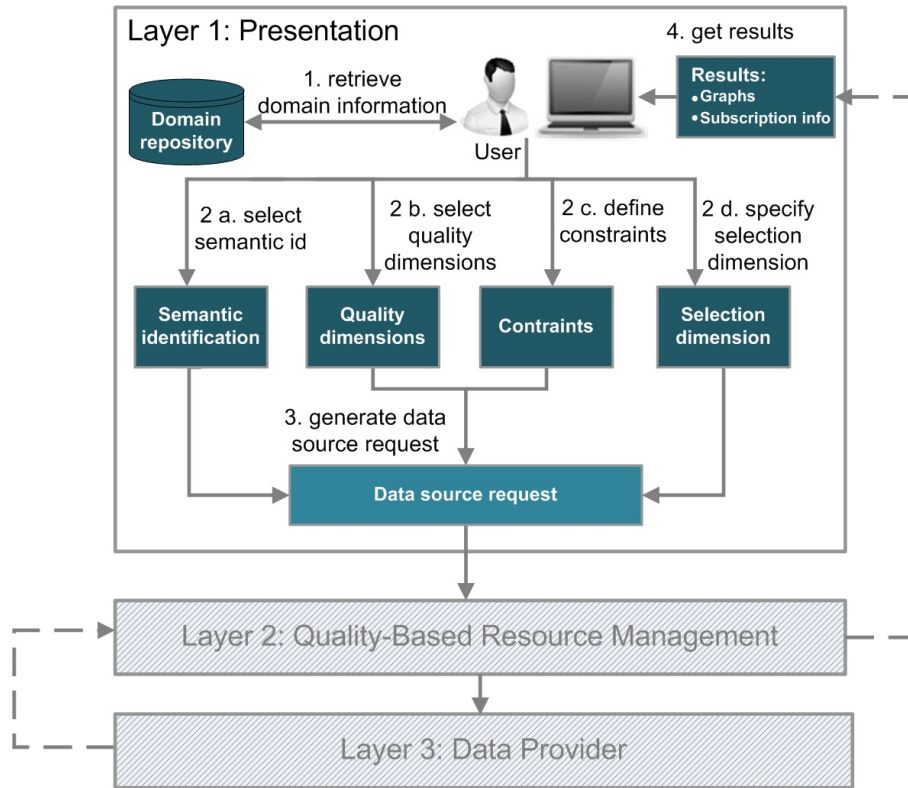 Layer 1: Presentation
4. get results
1. retrieve
domain information
Results:
• Graphs
• Subscription info
Domain
repository
User
2 a. select
semantic id
2 b. select
quality
dimensions
2 c. define
constraints
2 d. specify
selection
dimension
Semantic
identification
Quality
dimensions
Contraints
Selection
dimension
3. generate data
source request
Data source request
Layer 2: Quality-Based Resource Management
Layer 3: Data Provider